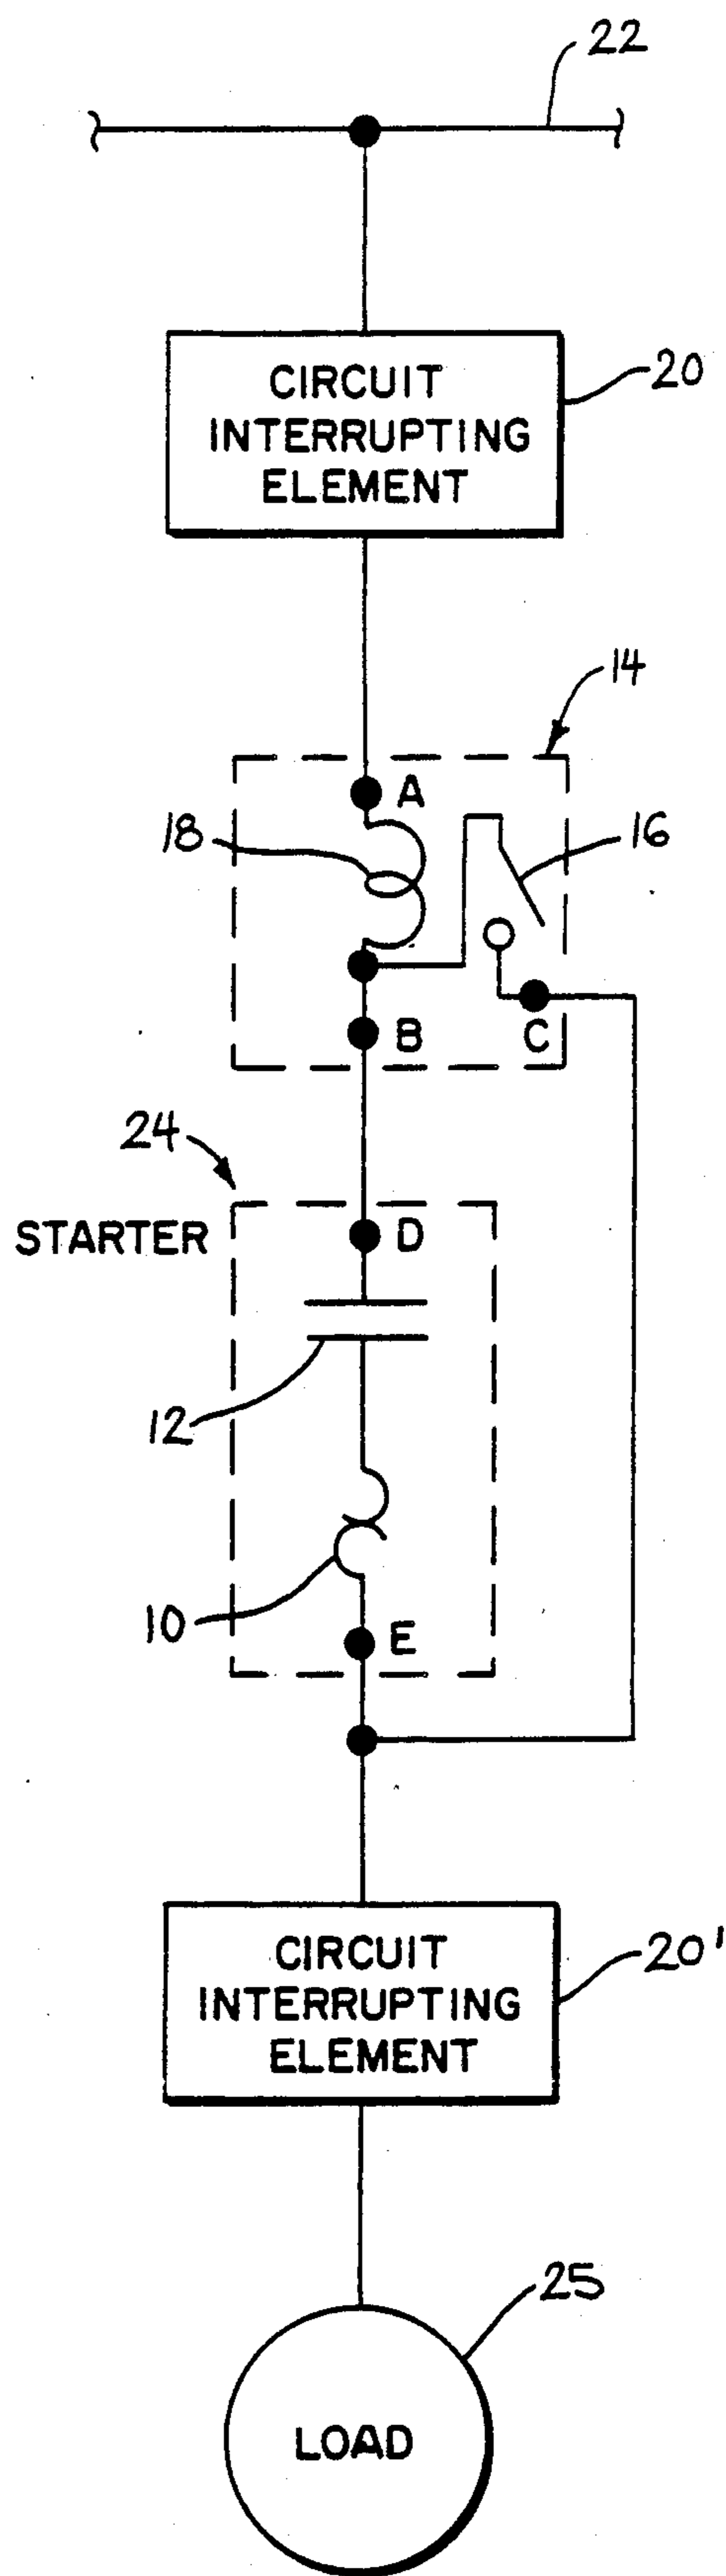 22
CIRCUIT
INTERRUPTING
ELEMENT
20
14
A
18
16
B
C
24
STARTER
D
12
10
E
CIRCUIT
INTERRUPTING
ELEMENT
20'
25
LOAD